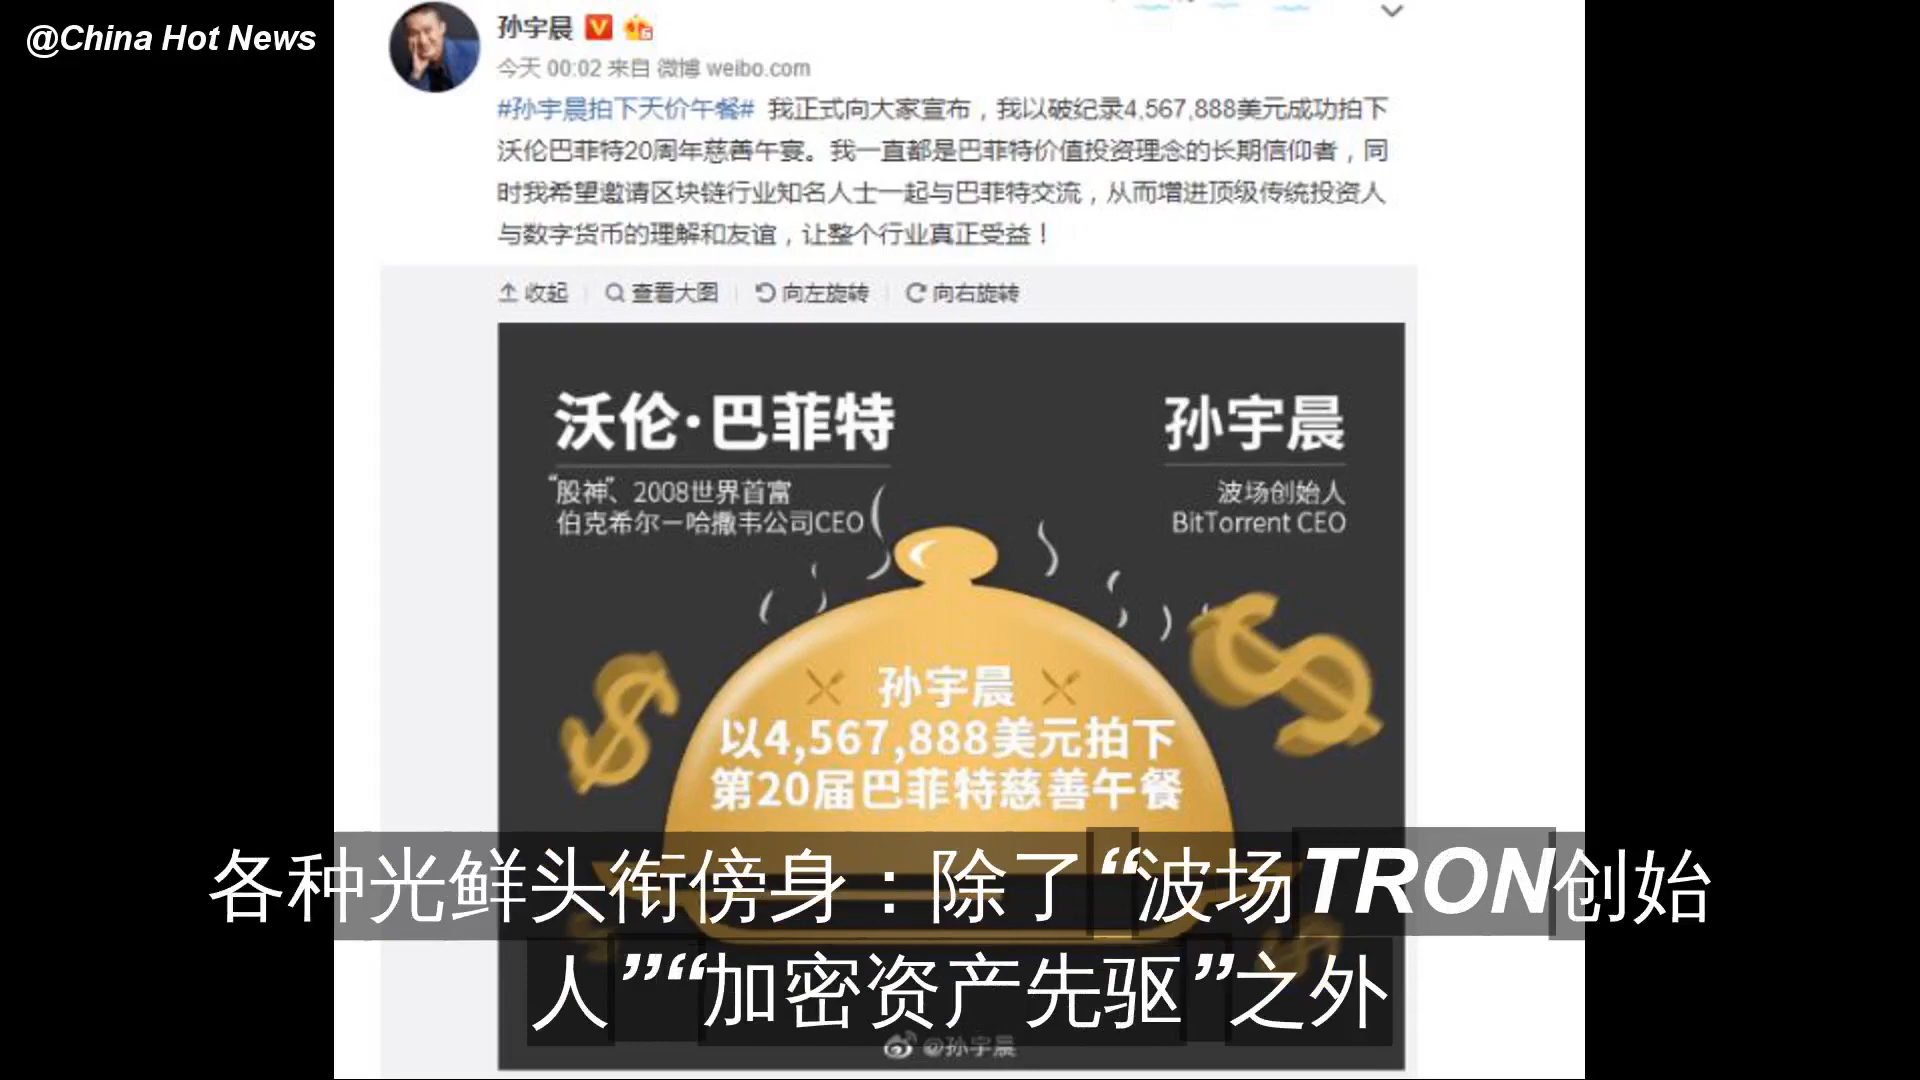 @China Hot News
孙宇晨
今天 00:02 来自 微博 weibo.com
#孙宇晨拍下天价午餐# 我正式向大家宣布，我以破纪录4,567,888美元成功拍下
沃伦巴菲特20周年慈善午宴。我一直都是巴菲特价值投资理念的长期信仰者，同
时我希望邀请区块链行业知名人士一起与巴菲特交流，从而增进顶级传统投资人
与数字货币的理解和友谊，让整个行业真正受益！
收起 查看大图 向左旋转 向右旋转
沃伦·巴菲特
“股神”、2008世界首富
伯克希尔－哈撒韦公司CEO
孙宇晨
波场创始人
BitTorrent CEO
孙宇晨
以4,567,888美元拍下
第20届巴菲特慈善午餐
各种光鲜头衔傍身：除了“波场TRON创始
人”“加密资产先驱”之外
@孙宇晨